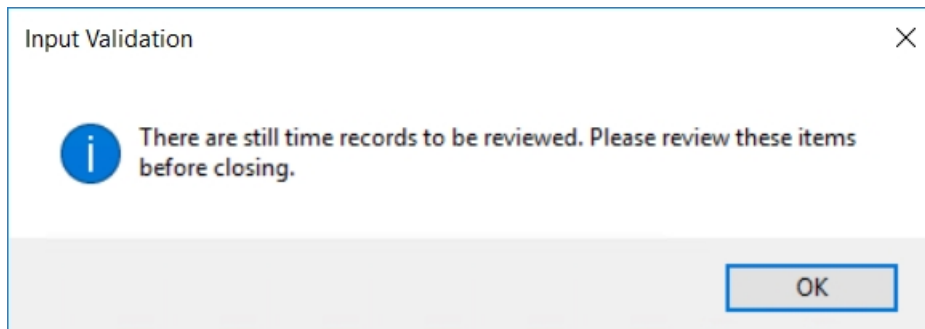 Input Validation
There are still time records to be reviewed. Please review these items
before closing.
OK